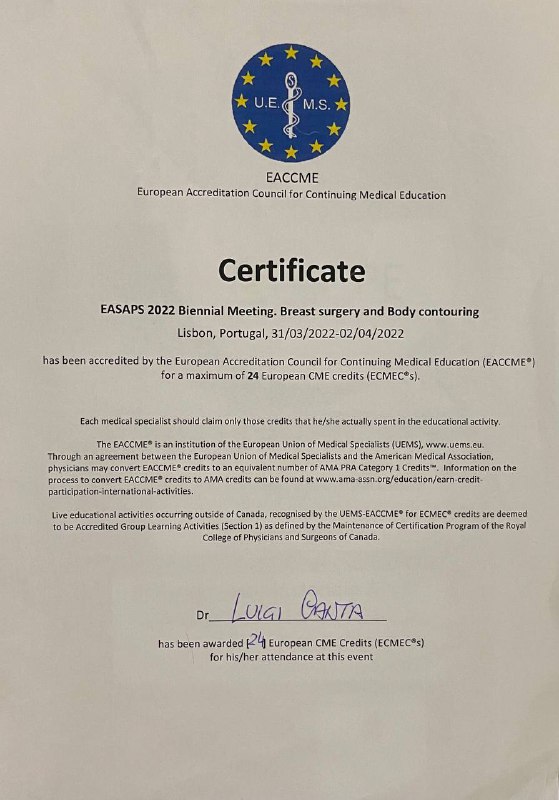 U.E. M.S.
EACCME
European Accreditation Council for Continuing Medical Education
Certificate
EASAPS 2022 Biennial Meeting. Breast surgery and Body contouring
Lisbon, Portugal, 31/03/2022-02/04/2022
has been accredited by the European Accreditation Council for Continuing Medical Education (EACCME®)
for a maximum of 24 European CME credits (ECMEC®s).
Each medical specialist should claim only those credits that he/she actually spent in the educational activity.
The EACCME® is an institution of the European Union of Medical Specialists (UEMS), www.uems.eu.
Through an agreement between the European Union of Medical Specialists and the American Medical Association,
physicians may convert EACCME® credits to an equivalent number of AMA PRA Category 1 Credits™. Information on the
process to convert EACCME® credits to AMA credits can be found at www.ama-assn.org/education/earn-credit-
participation-international-activities.
Live educational activities occurring outside of Canada, recognised by the UEMS-EACCME® for ECMEC® credits are deemed
to be Accredited Group Learning Activities (Section 1) as defined by the Maintenance of Certification Program of the Royal
College of Physicians and Surgeons of Canada.
Dr LUIGI
has been awarded [24] European CME Credits (ECMEC®s)
for his/her attendance at this event